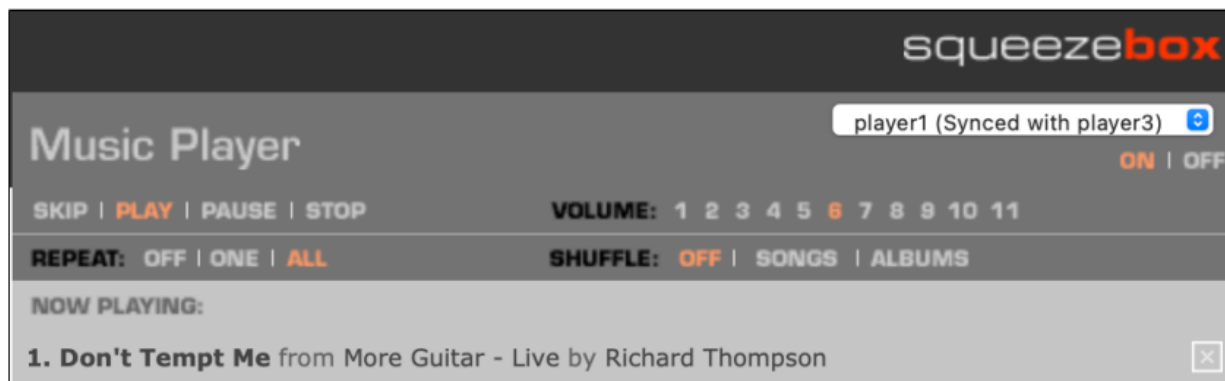 squeezebox
Music Player
player1 (Synced with player3)
ON | OFF
SKIP | PLAY | PAUSE | STOP
VOLUME: 1 2 3 4 5 6 7 8 9 10 11
REPEAT: OFF | ONE | ALL
SHUFFLE: OFF | SONGS | ALBUMS
NOW PLAYING:
1. Don't Tempt Me from More Guitar - Live by Richard Thompson